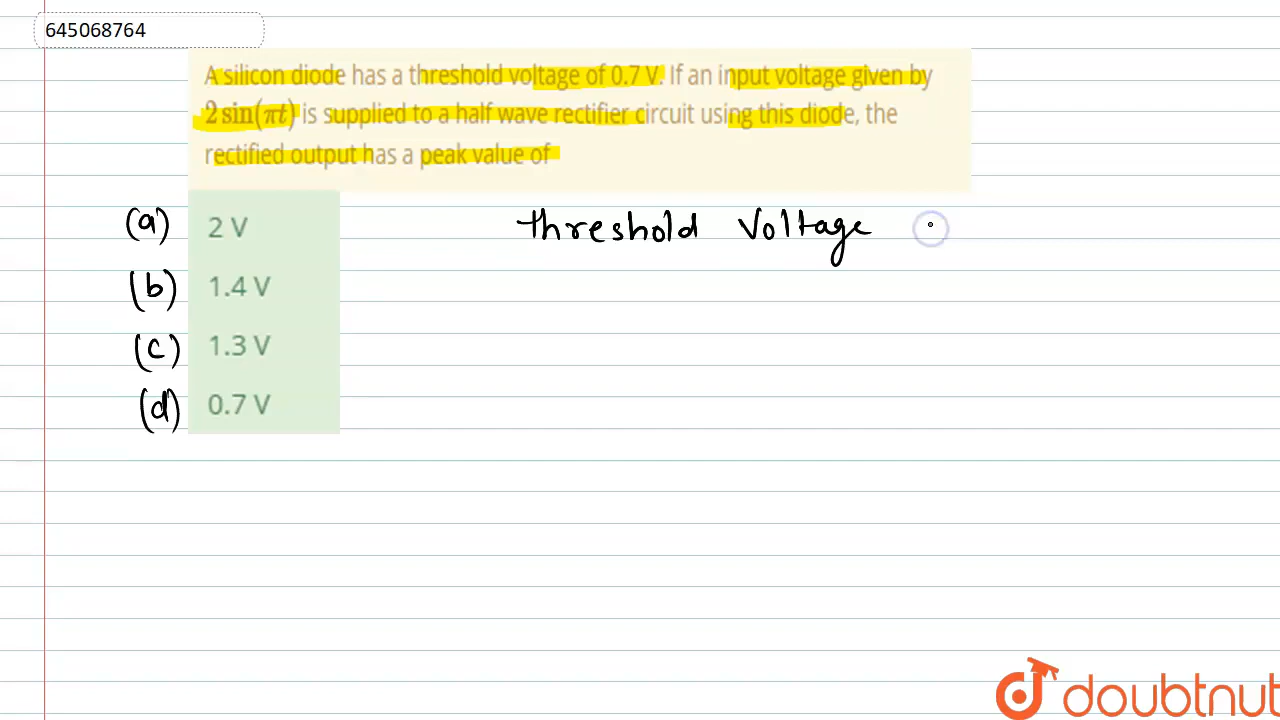 645068764
A silicon diode has a threshold voltage of 0.7 V. If an input voltage given by
2 sin(πt) is supplied to a half wave rectifier circuit using this diode, the
rectified output has a peak value of
(a) 2 V
threshold Voltage
(b) 1.4 V
(c) 1.3 V
(d) 0.7 V
doubtnut